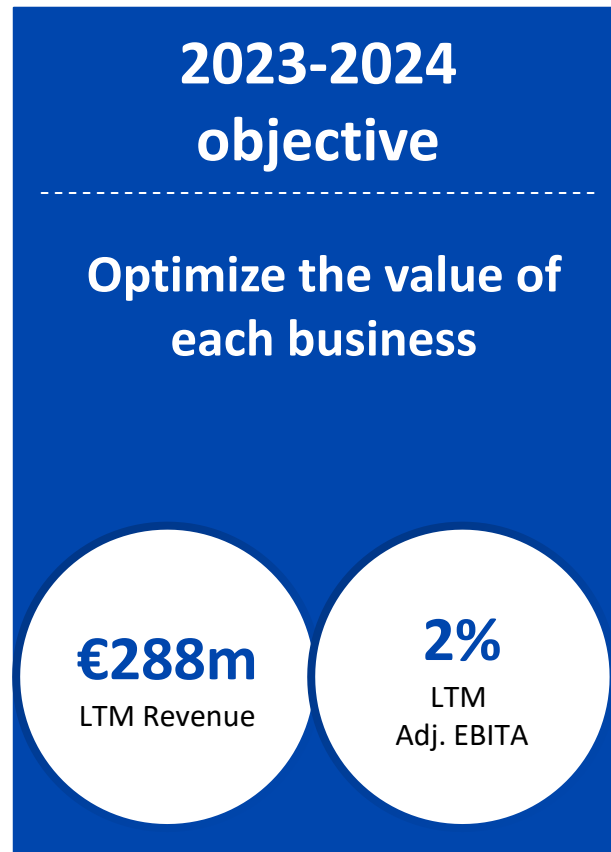 2023-2024
objective
Optimize the value of
each business
€288m
LTM Revenue
2%
LTM
Adj. EBITA